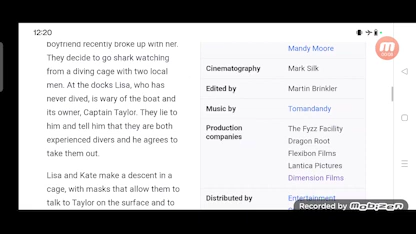 12:20
boyfriend recently broke up with her.
They decide to go shark watching
from a diving cage with two local
men. At the docks Lisa, who has
never dived, is wary of the boat and
its owner, Captain Taylor. They lie to
him and tell him that they are both
experienced divers and he agrees to
take them out.
Lisa and Kate make a descent in a
cage, with masks that allow them to
talk to Taylor on the surface and to
Mandy Moore
Cinematography Mark Silk
Edited by Martin Brinkler
Music by Tomandandy
Production companies
The Fyzz Facility
Dragon Root
Flexibon Films
Lantica Pictures
Dimension Films
Distributed by Entertainment
Recorded by Mobizen